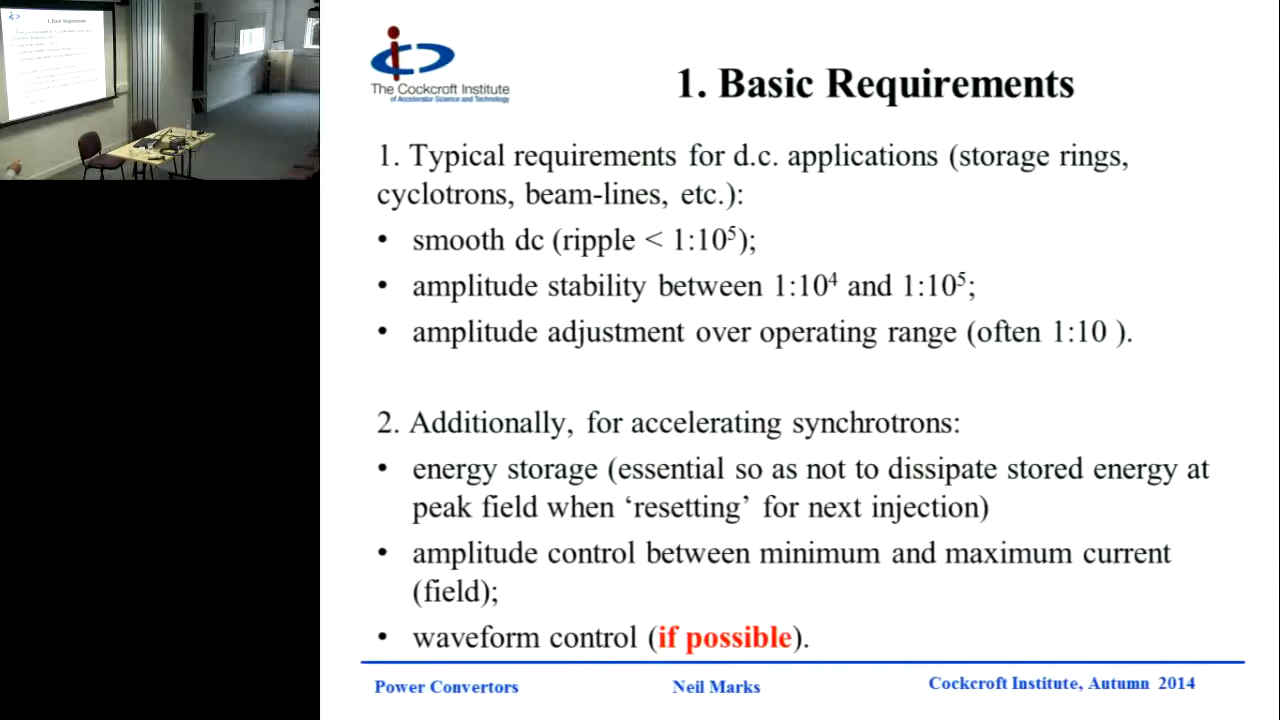 The Cockcroft Institute
of Accelerator Science and Technology
1. Basic Requirements
1. Typical requirements for d.c. applications (storage rings,
cyclotrons, beam-lines, etc.):
• smooth dc (ripple < 1:10⁵);
• amplitude stability between 1:10⁴ and 1:10⁵;
• amplitude adjustment over operating range (often 1:10 ).
2. Additionally, for accelerating synchrotrons:
• energy storage (essential so as not to dissipate stored energy at
peak field when ‘resetting’ for next injection)
• amplitude control between minimum and maximum current
(field);
• waveform control (if possible).
Power Convertors
Neil Marks
Cockcroft Institute, Autumn 2014
1. Basic Requirements